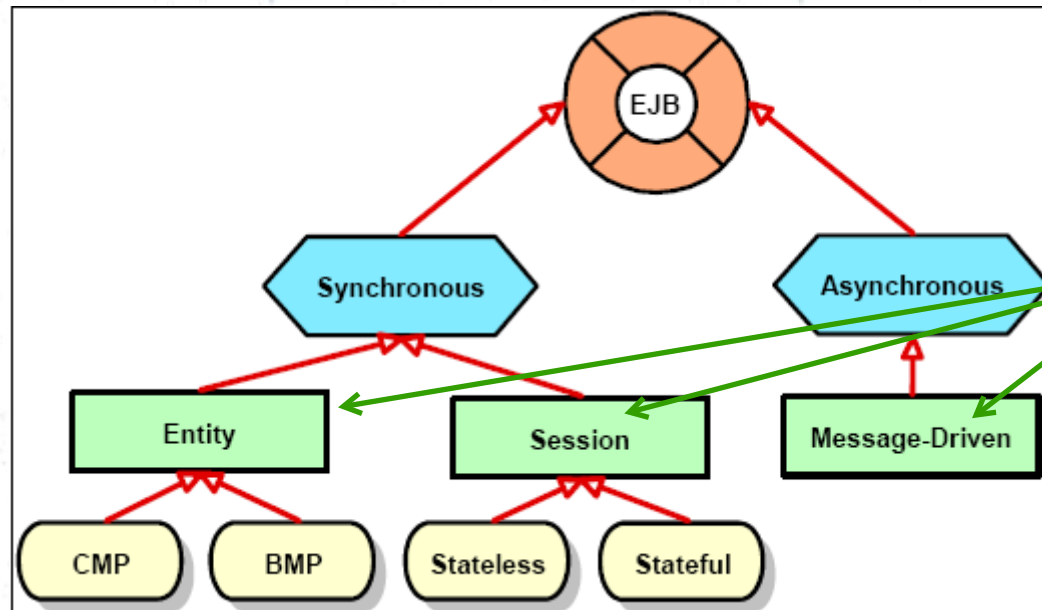 EJB
Synchronous
Asynchronous
Entity
Session
Message-Driven
CMP
BMP
Stateless
Stateful